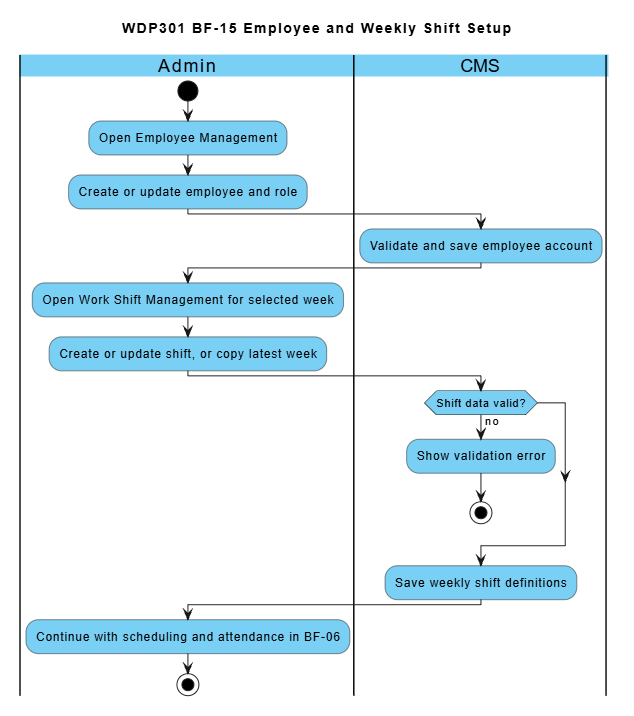 WDP301 BF-15 Employee and Weekly Shift Setup
Admin
CMS
Open Employee Management
Create or update employee and role
Validate and save employee account
Open Work Shift Management for selected week
Create or update shift, or copy latest week
Shift data valid?
no
Show validation error
Save weekly shift definitions
Continue with scheduling and attendance in BF-06